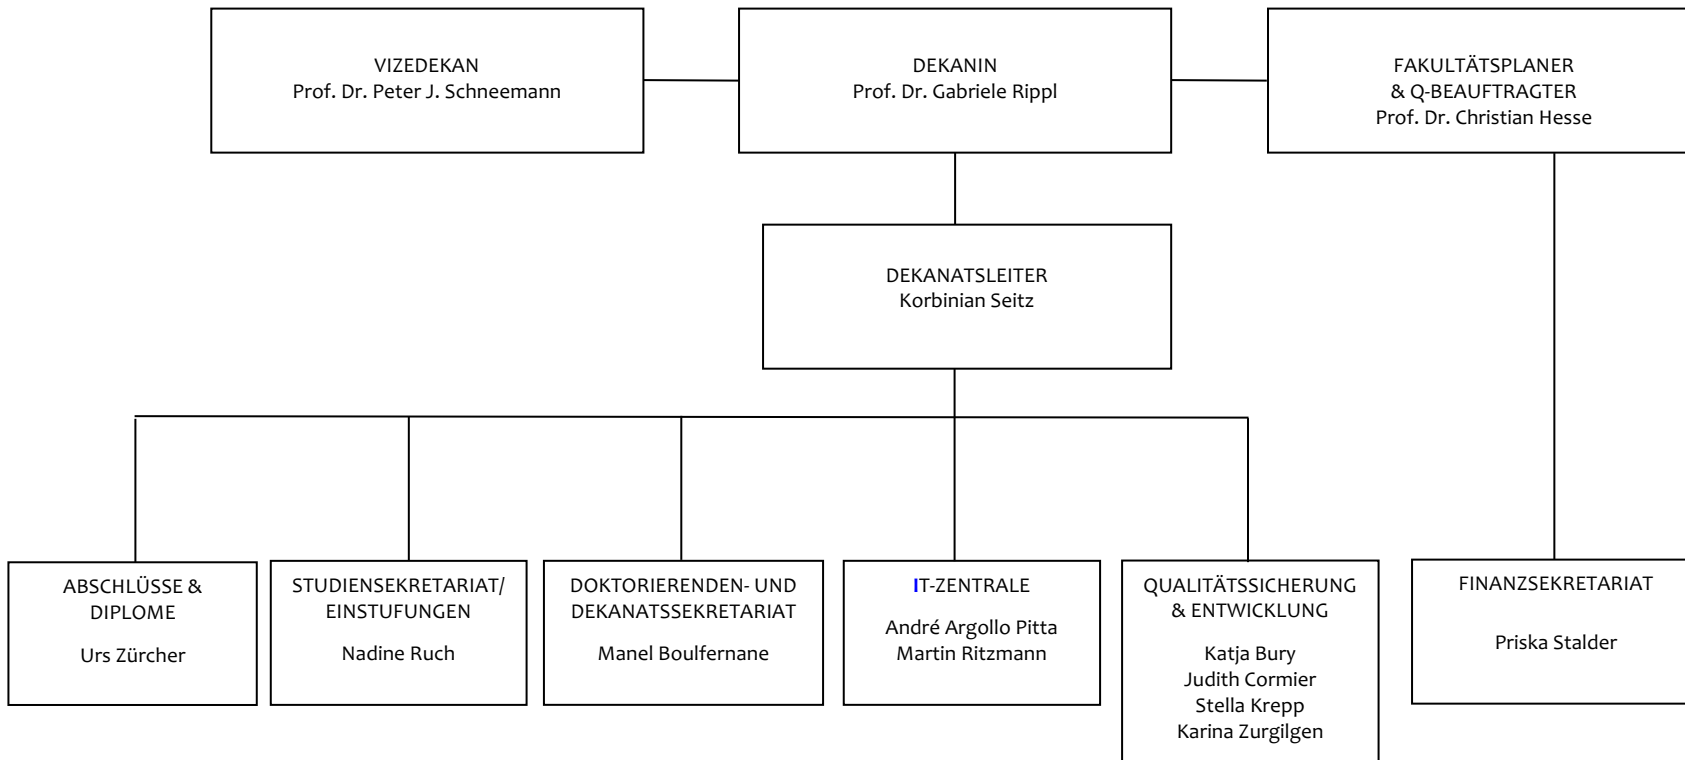 VIZEDEKAN
Prof. Dr. Peter J. Schneemann
DEKANIN
Prof. Dr. Gabriele Rippl
FAKULTÄTSPLANER
& Q-BEAUFTRAGTER
Prof. Dr. Christian Hesse
DEKANATSLEITER
Korbinian Seitz
ABSCHLÜSSE &
DIPLOME
Urs Zürcher
STUDIENSEKRETARIAT/
EINSTUFUNGEN
Nadine Ruch
DOKTORIERENDEN- UND
DEKANATSSEKRETARIAT
Manel Boulfernane
IT-ZENTRALE
André Argollo Pitta
Martin Ritzmann
QUALITÄTSSICHERUNG
& ENTWICKLUNG
Katja Bury
Judith Cormier
Stella Krepp
Karina Zurgilgen
FINANZSEKRETARIAT
Priska Stalder